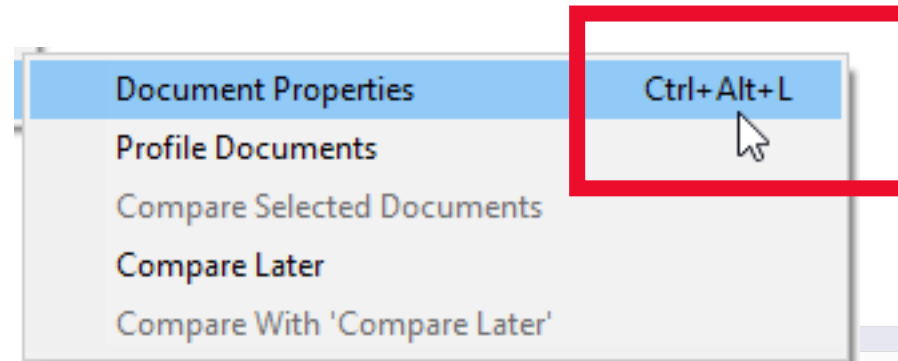 Document Properties Ctrl+Alt+L
Profile Documents
Compare Selected Documents
Compare Later
Compare With 'Compare Later'